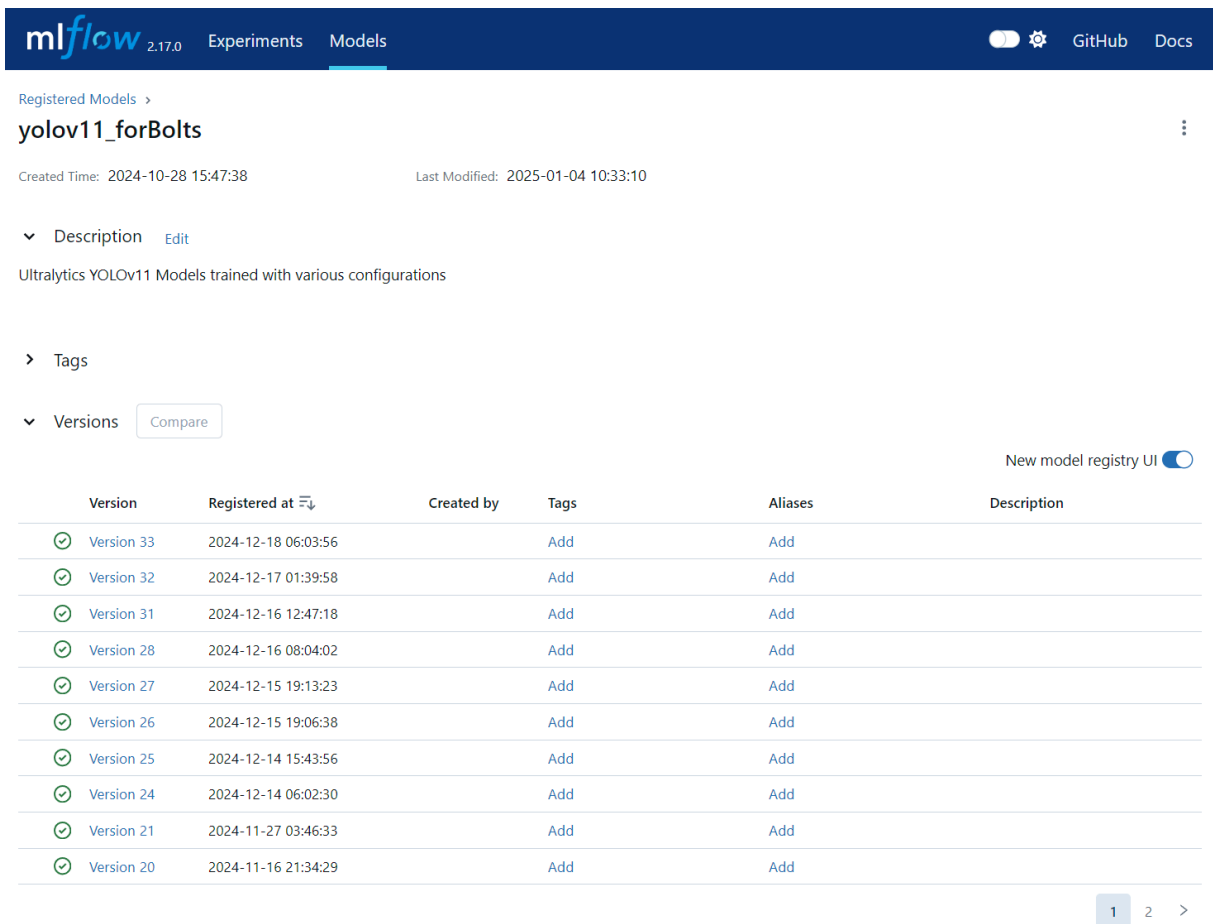 mlflow 2.17.0 Experiments Models GitHub Docs
Registered Models
yolov11_forBolts
Created Time: 2024-10-28 15:47:38 Last Modified: 2025-01-04 10:33:10
Description Edit
Ultralytics YOLOv11 Models trained with various configurations
Tags
Versions Compare
New model registry UI
Version Registered at Created by Tags Aliases Description
Version 33 2024-12-18 06:03:56 Add Add
Version 32 2024-12-17 01:39:58 Add Add
Version 31 2024-12-16 12:47:18 Add Add
Version 28 2024-12-16 08:04:02 Add Add
Version 27 2024-12-15 19:13:23 Add Add
Version 26 2024-12-15 19:06:38 Add Add
Version 25 2024-12-14 15:43:56 Add Add
Version 24 2024-12-14 06:02:30 Add Add
Version 21 2024-11-27 03:46:33 Add Add
Version 20 2024-11-16 21:34:29 Add Add
1 2